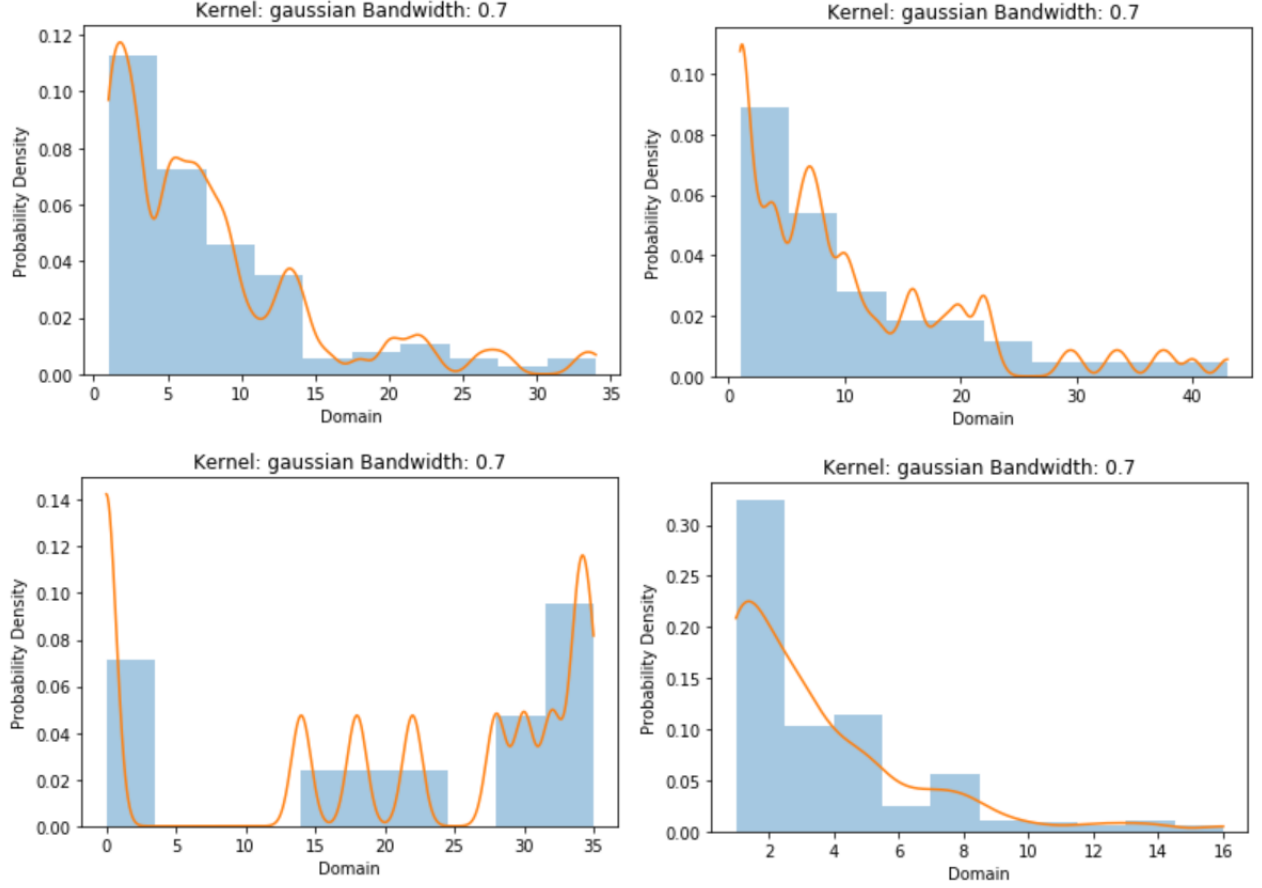 Kernel: gaussian Bandwidth: 0.7
Probability Density
0.12
0.10
0.08
0.06
0.04
0.02
0.00
0 5 10 15 20 25 30 35
Domain
Kernel: gaussian Bandwidth: 0.7
Probability Density
0.10
0.08
0.06
0.04
0.02
0.00
0 10 20 30 40
Domain
Kernel: gaussian Bandwidth: 0.7
Probability Density
0.14
0.12
0.10
0.08
0.06
0.04
0.02
0.00
0 5 10 15 20 25 30 35
Domain
Kernel: gaussian Bandwidth: 0.7
Probability Density
0.30
0.25
0.20
0.15
0.10
0.05
0.00
2 4 6 8 10 12 14 16
Domain